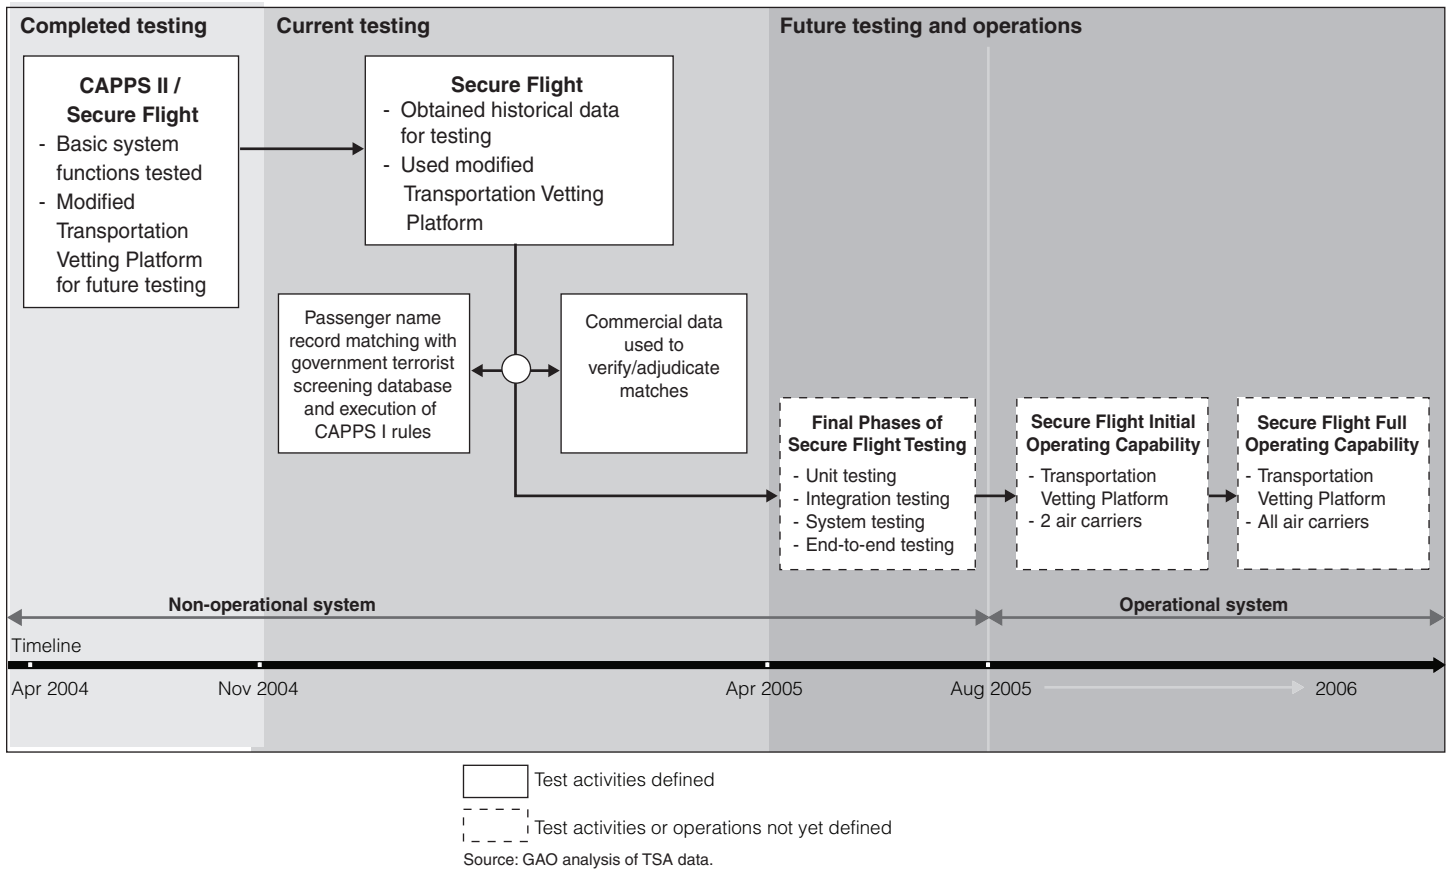 Completed testing
Current testing
Future testing and operations
CAPPS II /
Secure Flight
- Basic system
functions tested
- Modified
Transportation
Vetting Platform
for future testing
Secure Flight
- Obtained historical data
for testing
- Used modified
Transportation Vetting
Platform
Passenger name
record matching with
government terrorist
screening database
and execution of
CAPPS I rules
Commercial data
used to
verify/adjudicate
matches
Final Phases of
Secure Flight Testing
- Unit testing
- Integration testing
- System testing
- End-to-end testing
Secure Flight Initial
Operating Capability
- Transportation
Vetting Platform
- 2 air carriers
Secure Flight Full
Operating Capability
- Transportation
Vetting Platform
- All air carriers
Non-operational system
Operational system
Timeline
Apr 2004
Nov 2004
Apr 2005
Aug 2005
2006
Test activities defined
Test activities or operations not yet defined
Source: GAO analysis of TSA data.